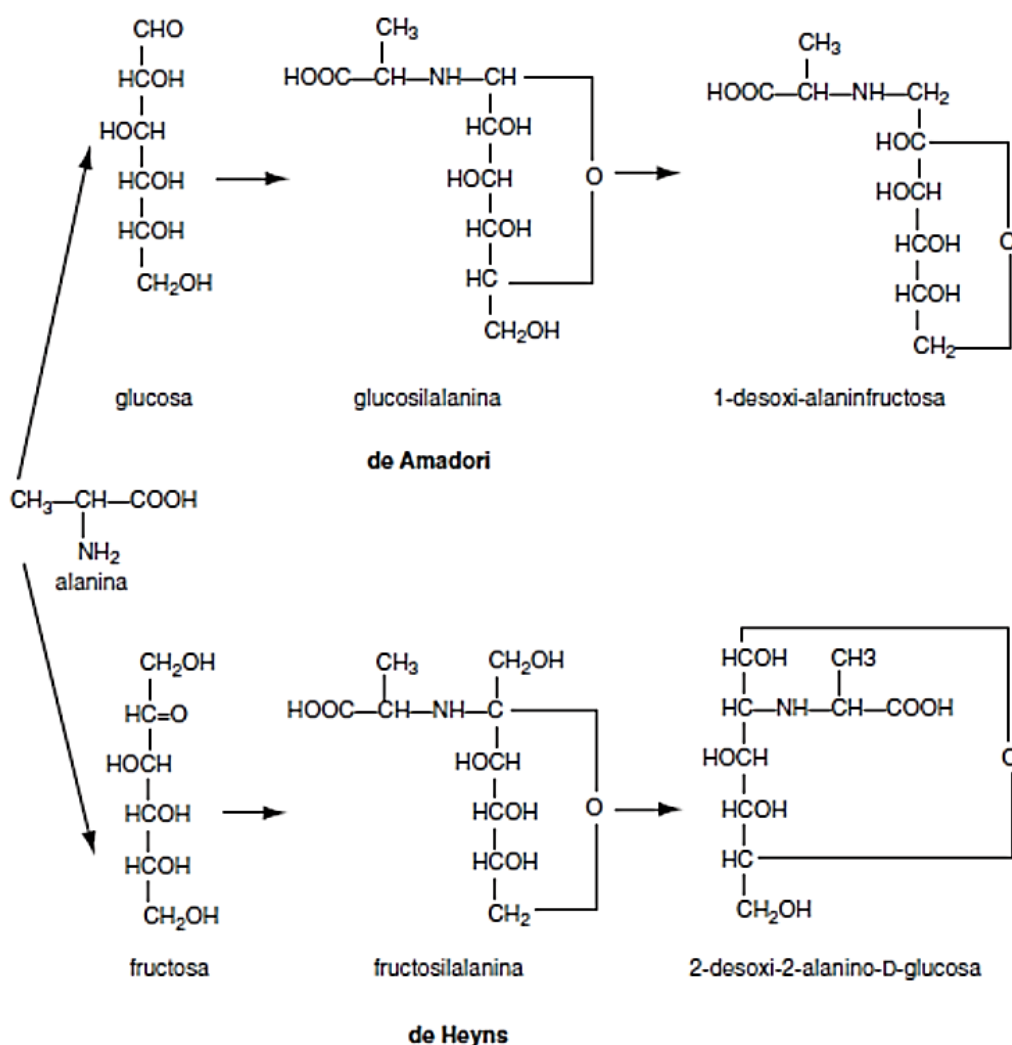 CHO
HCOH
HOCH
HCOH
HCOH
CH₂OH
glucosa
CH₃
HOOC—CH—NH—CH
HCOH
HOCH
O
HCOH
HC
CH₂OH
glucosilalanina
CH₃
HOOC—CH—NH—CH₂
HOC
HOCH
HCOH
O
HCOH
CH₂
1-desoxi-alaninfructosa
de Amadori
CH₃—CH—COOH
NH₂
alanina
CH₂OH
HC=O
HOCH
HCOH
HCOH
CH₂OH
fructosa
CH₃
CH₂OH
HOOC—CH—NH—C
HOCH
HCOH
O
HCOH
CH₂
fructosilalanina
HCOH
CH3
HC—NH—CH—COOH
HOCH
O
HCOH
HC
CH₂OH
2-desoxi-2-alanino-D-glucosa
de Heyns